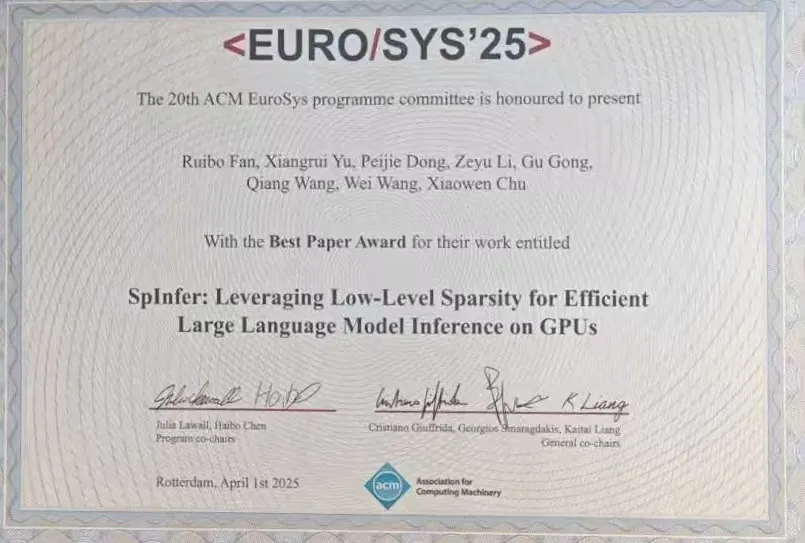 <EURO/SYS'25>
The 20th ACM EuroSys programme committee is honoured to present
Ruibo Fan, Xiangrui Yu, Peijie Dong, Zeyu Li, Gu Gong,
Qiang Wang, Wei Wang, Xiaowen Chu
With the Best Paper Award for their work entitled
SpInfer: Leveraging Low-Level Sparsity for Efficient
Large Language Model Inference on GPUs
K Liang
Julia Lawall, Haibo Chen
Program co-chairs
Cristiano Giuffrida, Georgios Smaragdakis, Kaitai Liang
General co-chairs
Rotterdam, April 1st 2025
acm
Association for
Computing Machinery